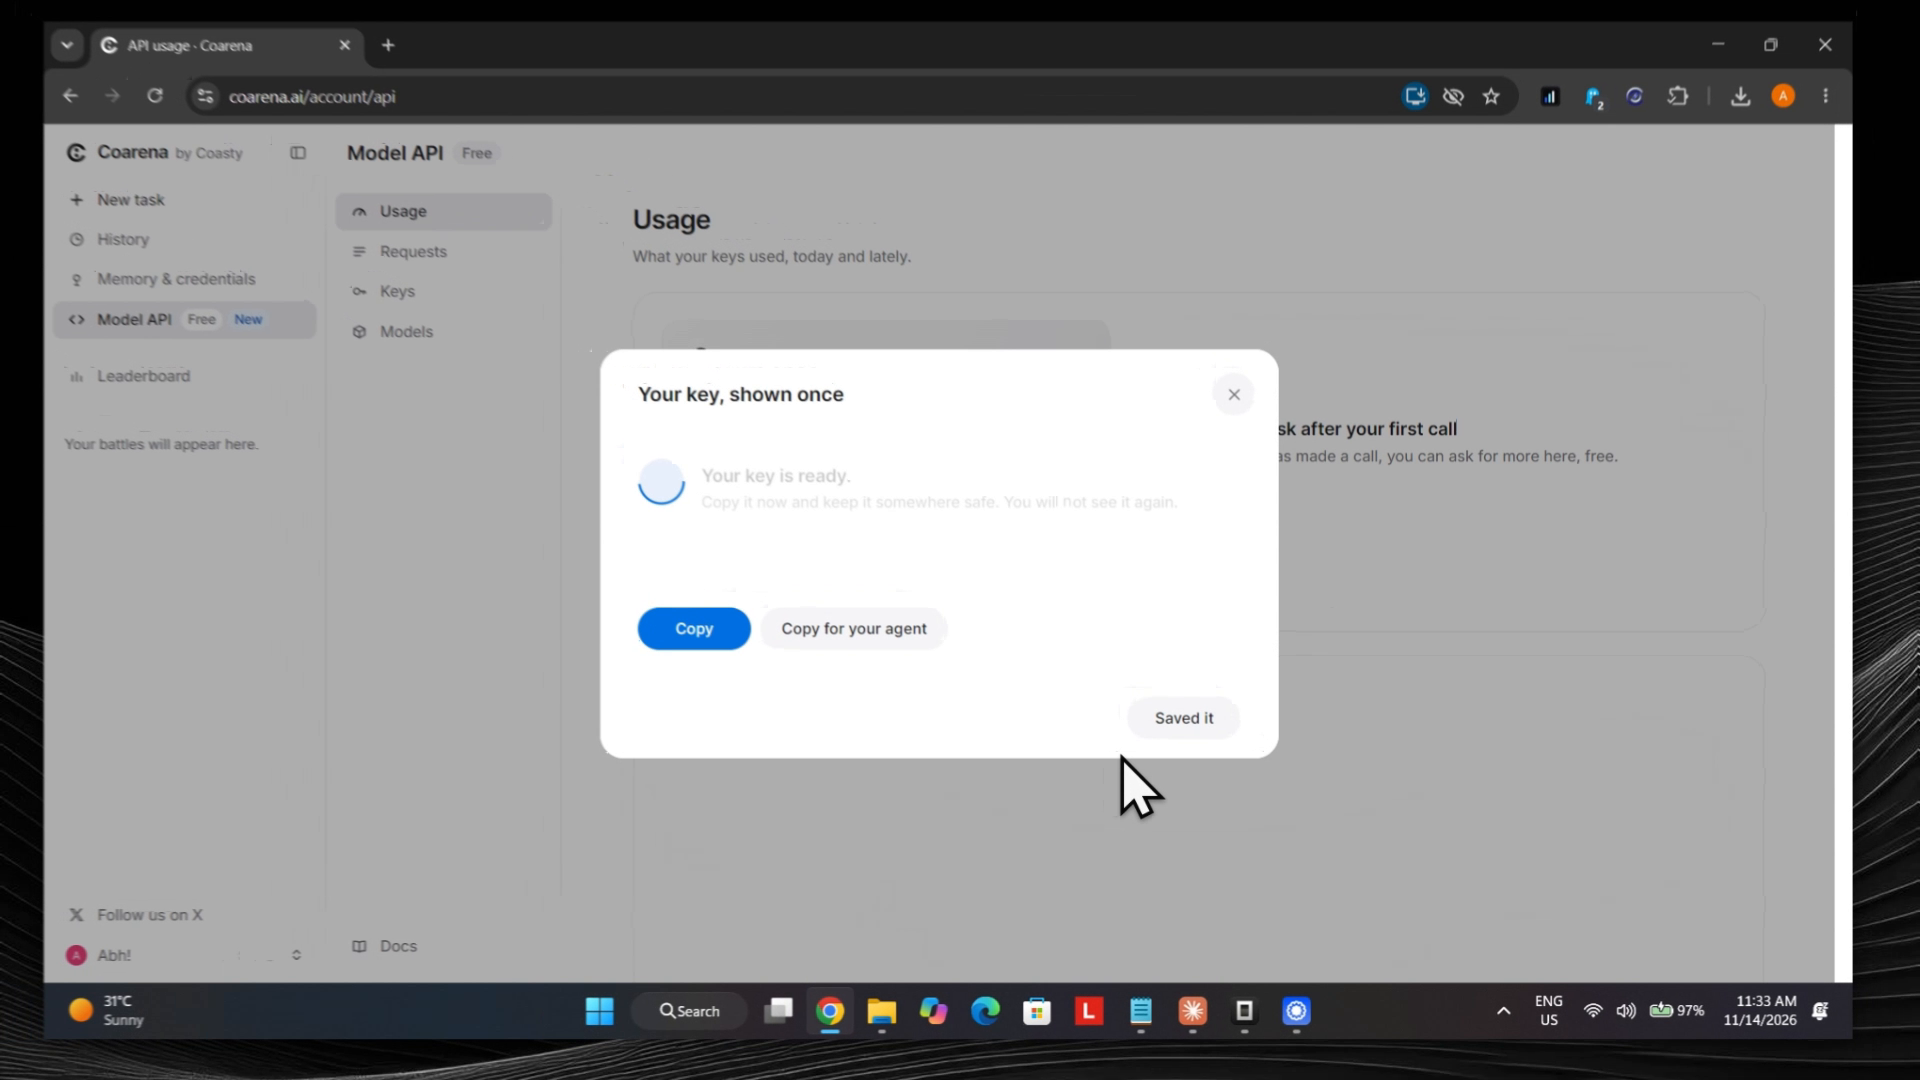 API usage - Coarena
coarena.ai/account/api
2
A
Coarena by Coasty
Model API Free
New task
Usage
Usage
History
Requests
What your keys used, today and lately.
Memory & credentials
Keys
Model API Free New
Models
Leaderboard
Your key, shown once
sk after your first call
Your battles will appear here.
as made a call, you can ask for more here, free.
Your key is ready.
Copy it now and keep it somewhere safe. You will not see it again.
Copy
Copy for your agent
Saved it
Follow us on X
A
Abh!
Docs
31°C
Sunny
Search
L
ENG
US
97%
11:33 AM
11/14/2026